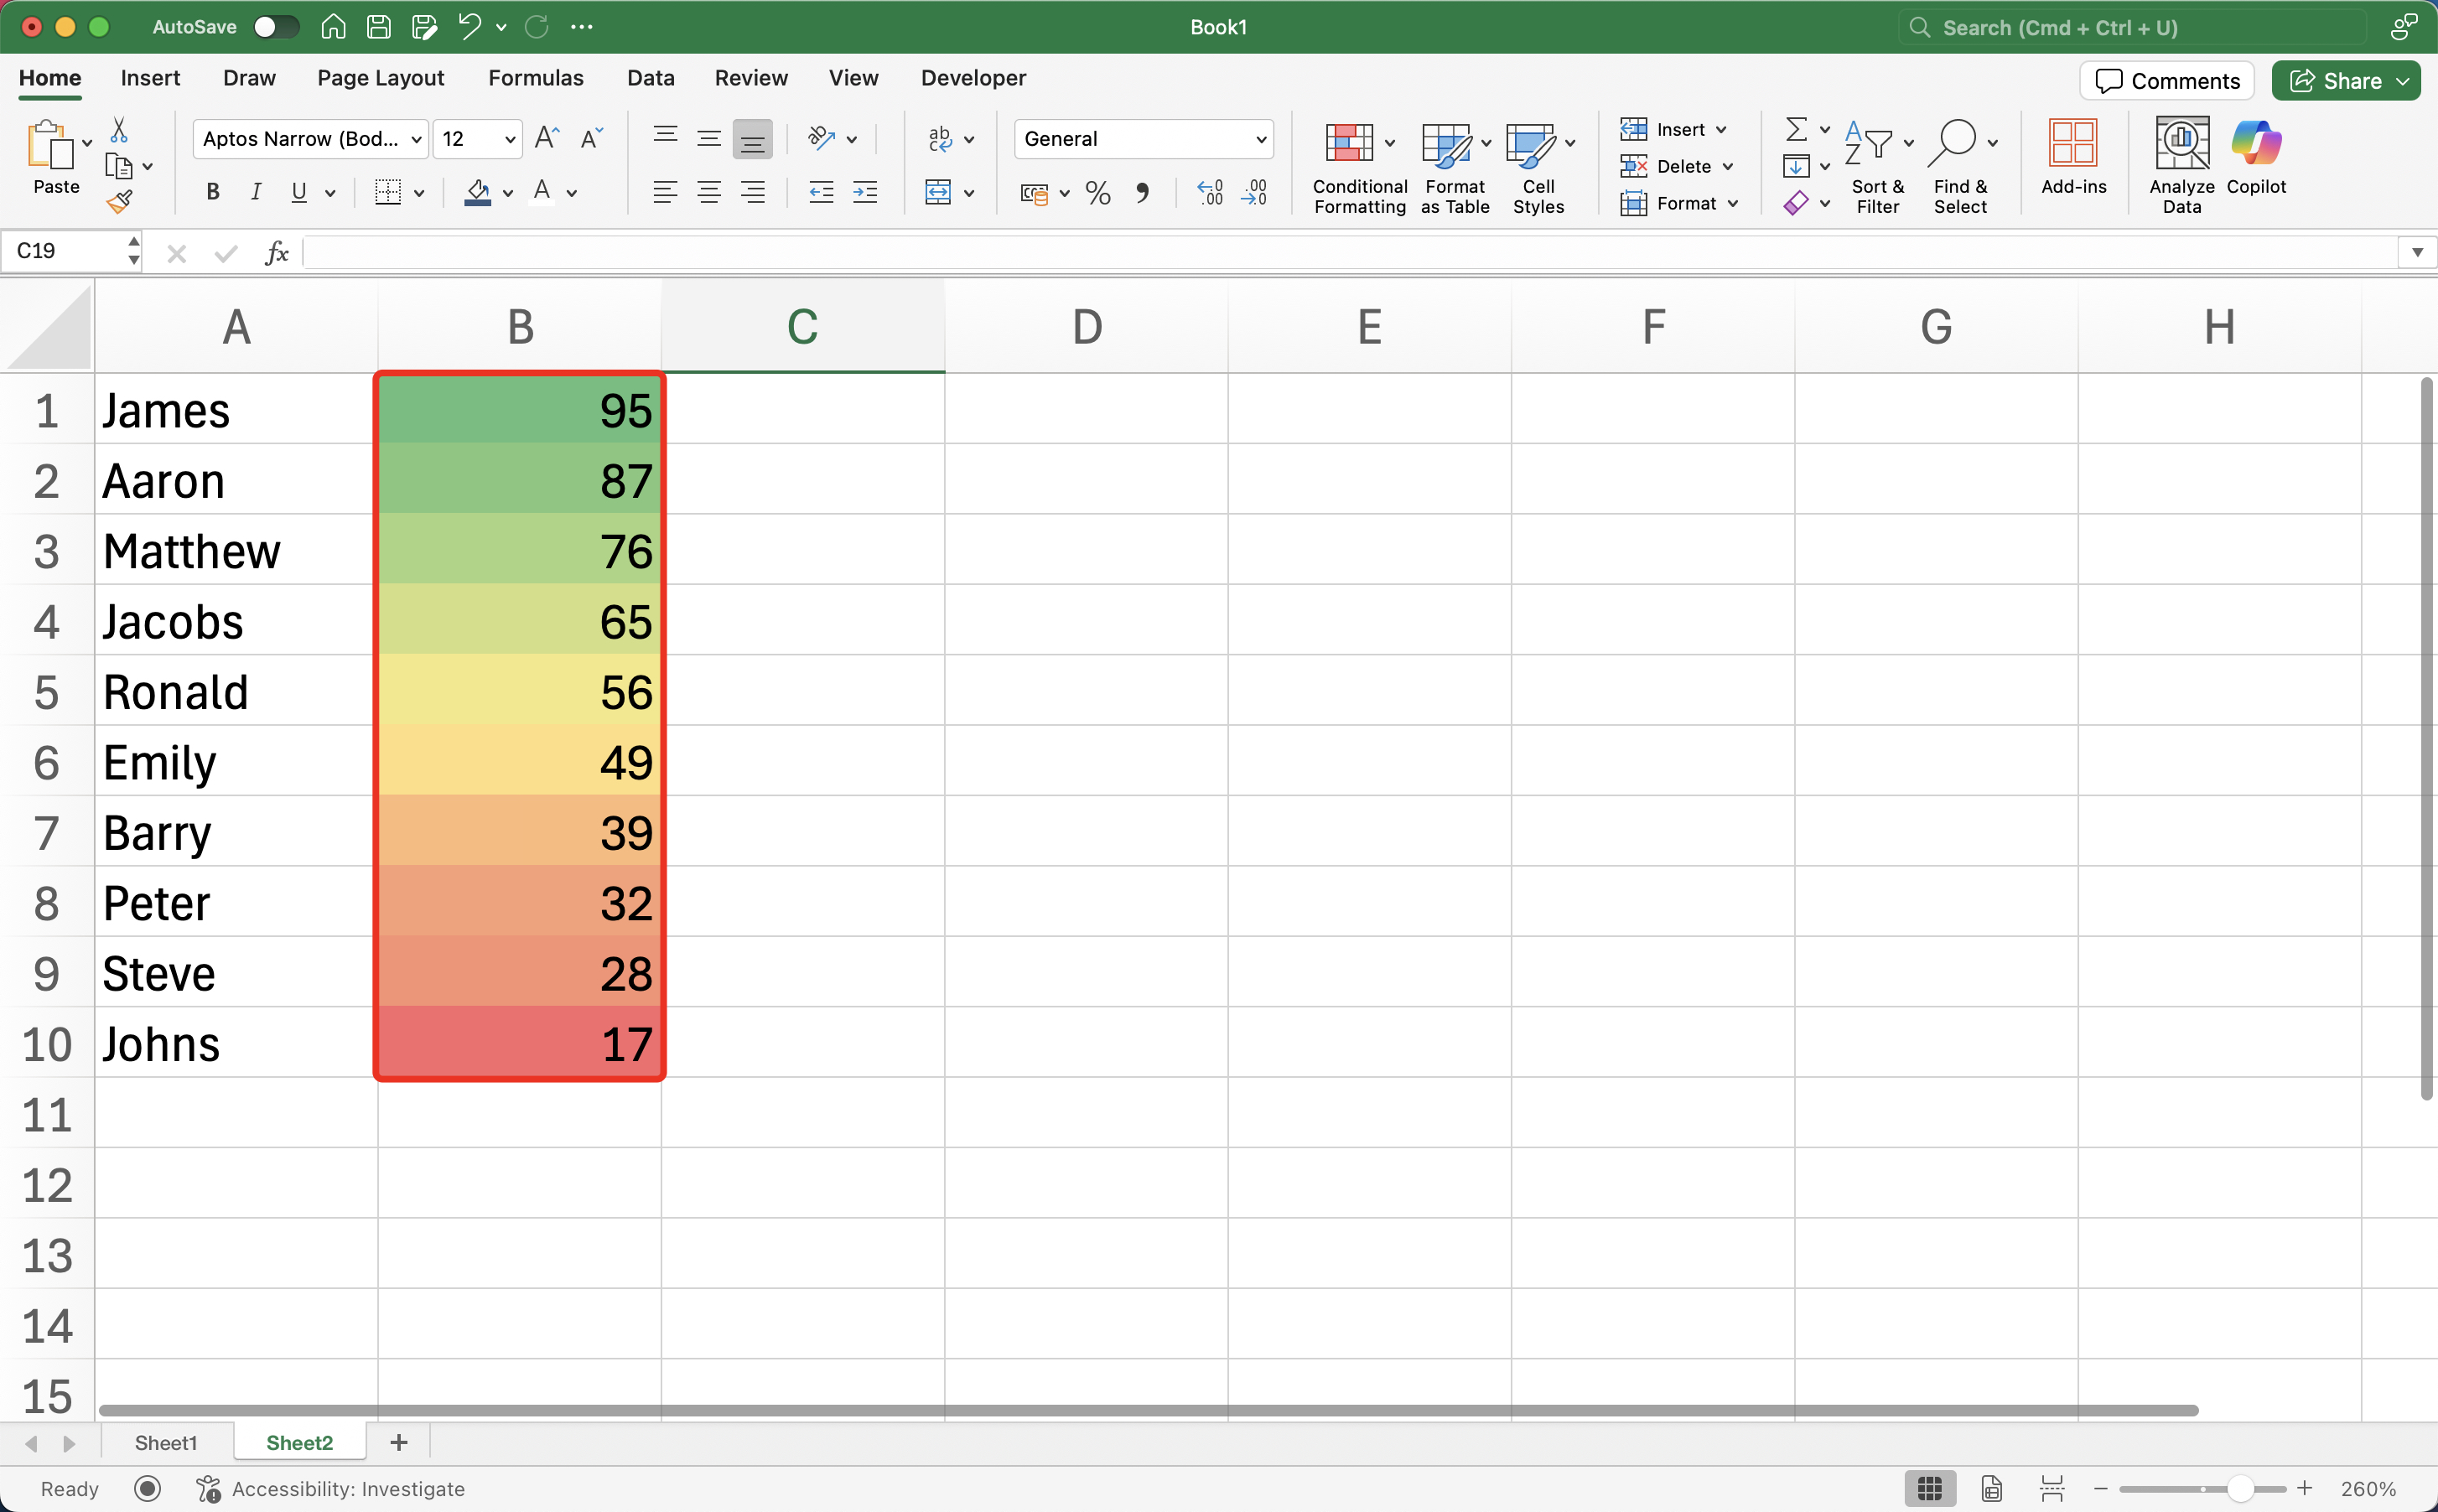 AutoSave Book1 Search (Cmd + Ctrl + U)
Home Insert Draw Page Layout Formulas Data Review View Developer Comments Share
Paste Aptos Narrow (Bod... 12 General Conditional Formatting Format as Table Cell Styles Insert Delete Format Sort & Filter Find & Select Add-ins Analyze Data Copilot
C19 fx
A B C D E F G H
1 James 95
2 Aaron 87
3 Matthew 76
4 Jacobs 65
5 Ronald 56
6 Emily 49
7 Barry 39
8 Peter 32
9 Steve 28
10 Johns 17
11
12
13
14
15
Sheet1 Sheet2 +
Ready Accessibility: Investigate 260%